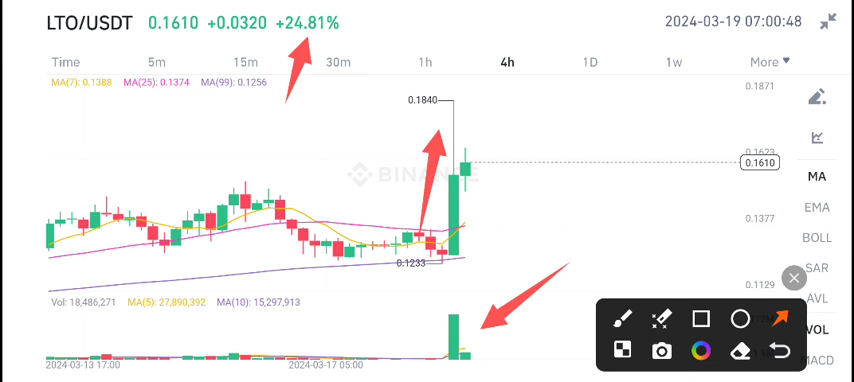 LTO/USDT 0.1610 +0.0320 +24.81% 2024-03-19 07:00:48
Time 5m 15m 30m 1h 4h 1D 1w More
MA(7): 0.1388 MA(25): 0.1374 MA(99): 0.1256
0.1871
0.1840
0.1623
0.1610
BINANCE
MA
EMA
0.1377
BOLL
0.1233
SAR
0.1129
AVL
Vol: 18,486,271 MA(5): 27,890,392 MA(10): 15,297,913
VOL
MACD
2024-03-13 17:00 2024-03-17 05:00